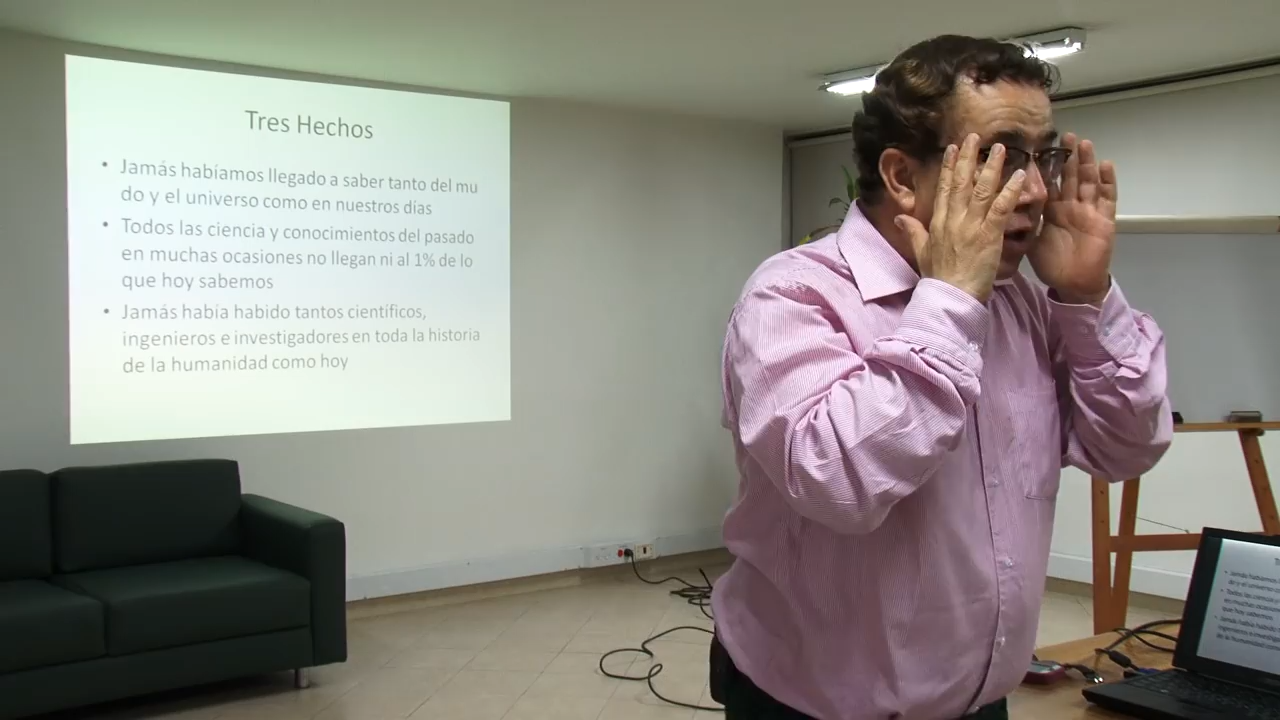 Tres Hechos
• Jamás habíamos llegado a saber tanto del mu
do y el universo como en nuestros días
• Todos las ciencia y conocimientos del pasado
en muchas ocasiones no llegan ni al 1% de lo
que hoy sabemos
• Jamás había habido tantos científicos,
ingenieros e investigadores en toda la historia
de la humanidad como hoy